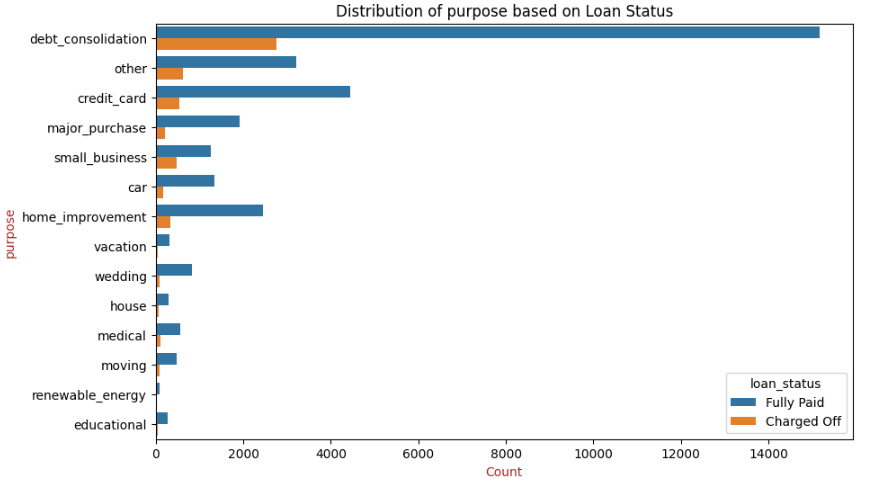 Distribution of purpose based on Loan Status
purpose
debt_consolidation
other
credit_card
major_purchase
small_business
car
home_improvement
vacation
wedding
house
medical
moving
renewable_energy
educational
loan_status
Fully Paid
Charged Off
0 2000 4000 6000 8000 10000 12000 14000
Count